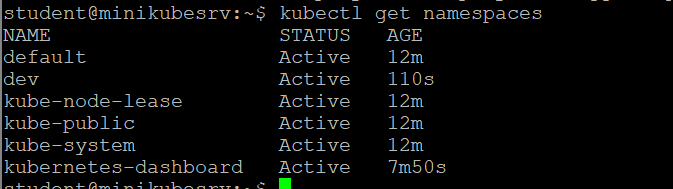 student@minikubesrv:~$ kubectl get namespaces
NAME                   STATUS   AGE
default                Active   12m
dev                    Active   110s
kube-node-lease        Active   12m
kube-public            Active   12m
kube-system            Active   12m
kubernetes-dashboard   Active   7m50s
student@minikubesrv:~$